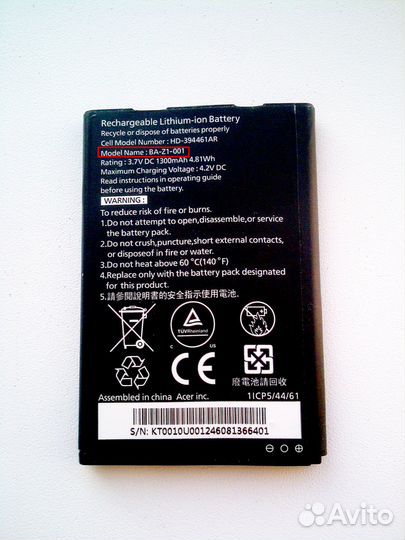 Rechargeable Lithium-ion Battery
Recycle or dispose of batteries properly
Cell Model Number : HD-394461AR
Model Name : BA-Z1-001
Rating : 3.7V DC 1300mAh 4.81Wh
Maximum Charging Voltage : 4.2V DC
Read instructions in operating guide
before using the battery.
WARNING :
To reduce risk of fire or burns.
1.Do not attempt to open,disassemble,or service
the battery pack.
2.Do not crush,puncture,short external contacts,
or disposeof in fire or water.
3.Do not heat above 60 °C(140 °F)
4.Replace only with the battery pack designated
for this product.
5.請參閱說明書的安全指示使用電池.
TÜVRheinland
C US
廢電池請回收
Assembled in china Acer inc. 1ICP5/44/61
S/N: KT0010U001246081366401
Avito